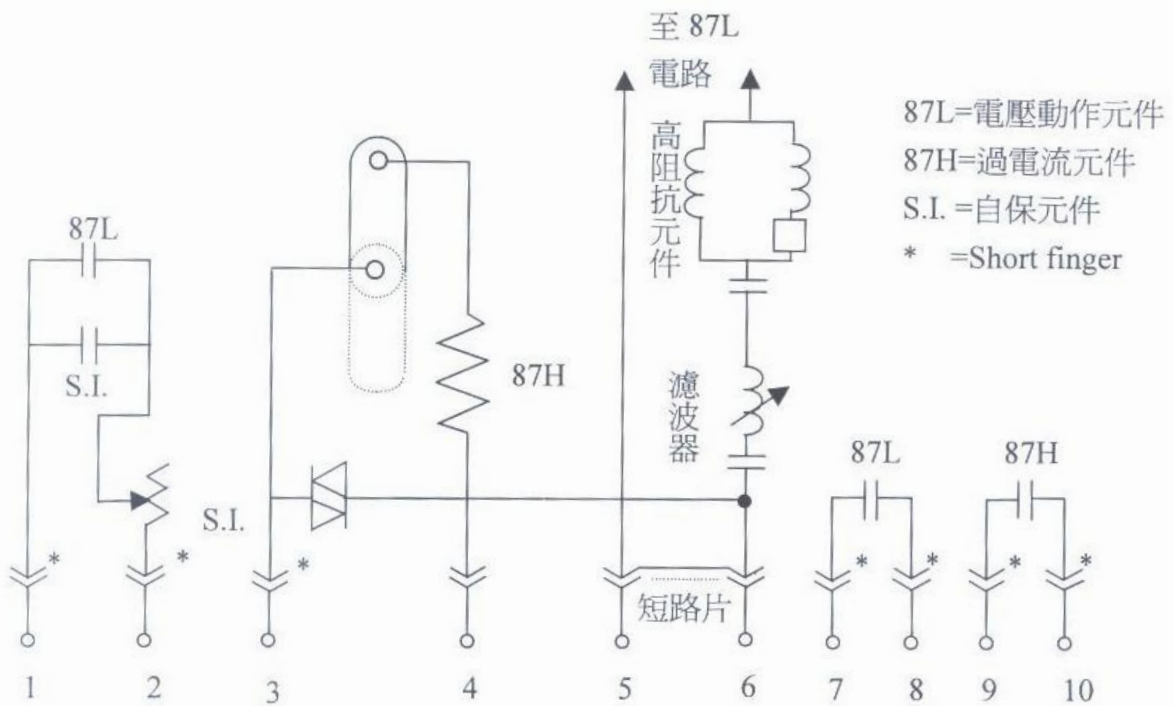 至 87L
電路
高阻抗元件
87L=電壓動作元件
87H=過電流元件
S.I. =自保元件
* =Short finger
87L
S.I.
87H
濾波器
S.I.
87L
87H
*
*
*
*
*
*
*
短路片
1
2
3
4
5
6
7
8
9
10